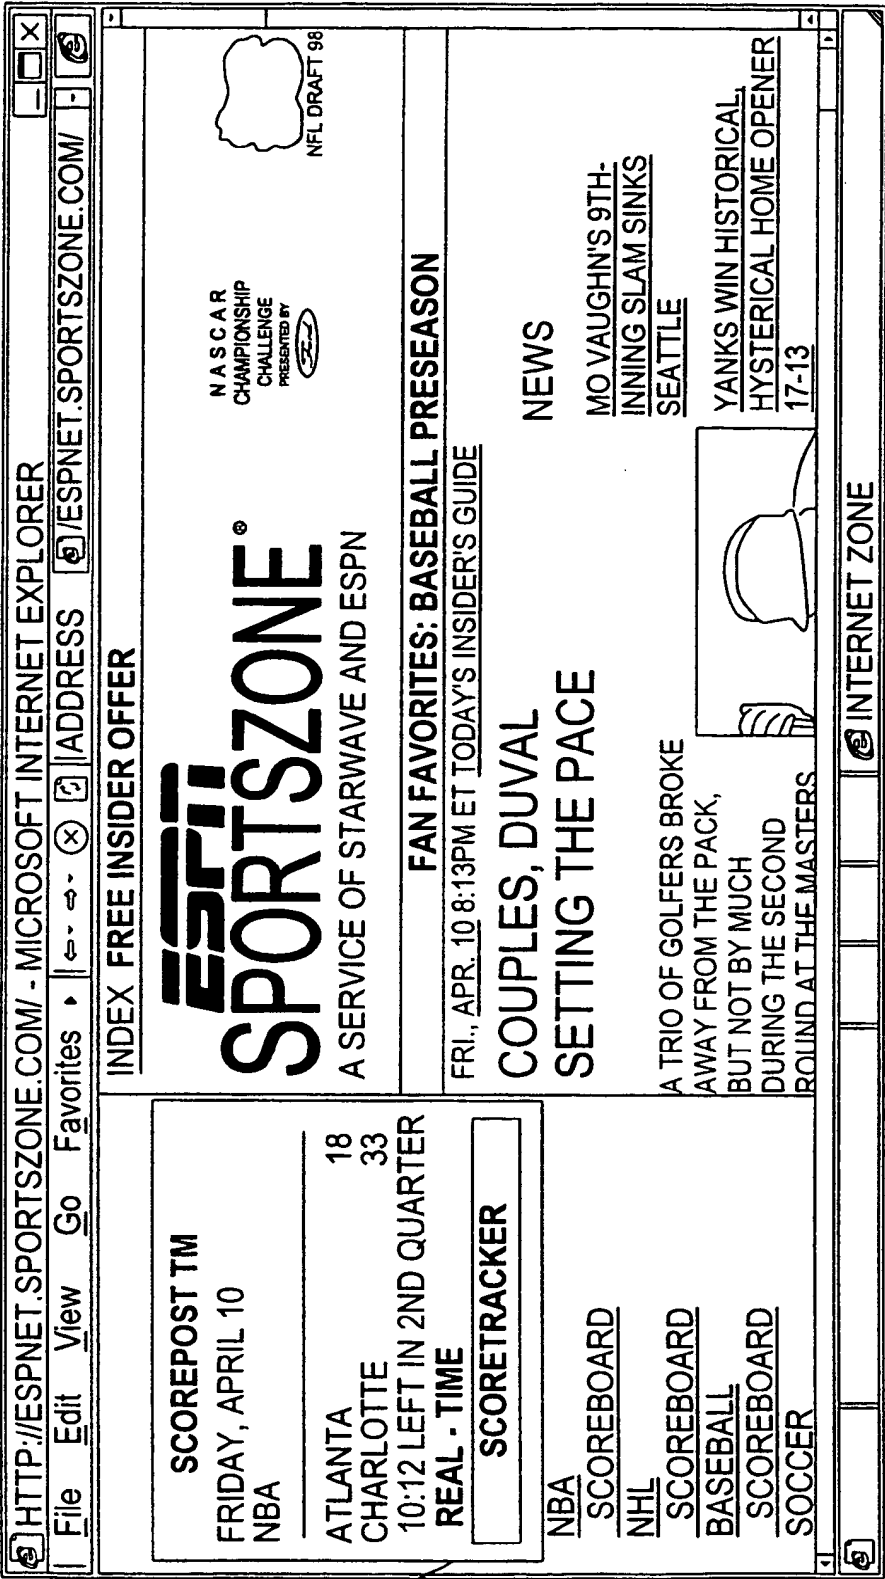 HTTP://ESPNET.SPORTSZONE.COM/ - MICROSOFT INTERNET EXPLORER
File Edit View Go Favorites ADDRESS /ESPNET.SPORTSZONE.COM/
SCOREPOST TM
FRIDAY, APRIL 10
NBA
ATLANTA 18
CHARLOTTE 33
10:12 LEFT IN 2ND QUARTER
REAL - TIME
SCORETRACKER
NBA
SCOREBOARD
NHL
SCOREBOARD
BASEBALL
SCOREBOARD
SOCCER
INDEX FREE INSIDER OFFER
ESPN
SPORTSZONE®
A SERVICE OF STARWAVE AND ESPN
NASCAR
CHAMPIONSHIP
CHALLENGE
PRESENTED BY
Ford
NFL DRAFT 98
FAN FAVORITES: BASEBALL PRESEASON
FRI., APR. 10 8:13PM ET TODAY'S INSIDER'S GUIDE
COUPLES, DUVAL
SETTING THE PACE
A TRIO OF GOLFERS BROKE
AWAY FROM THE PACK,
BUT NOT BY MUCH
DURING THE SECOND
ROUND AT THE MASTERS
NEWS
MO VAUGHN'S 9TH-
INNING SLAM SINKS
SEATTLE
YANKS WIN HISTORICAL,
HYSTERICAL HOME OPENER
17-13
INTERNET ZONE